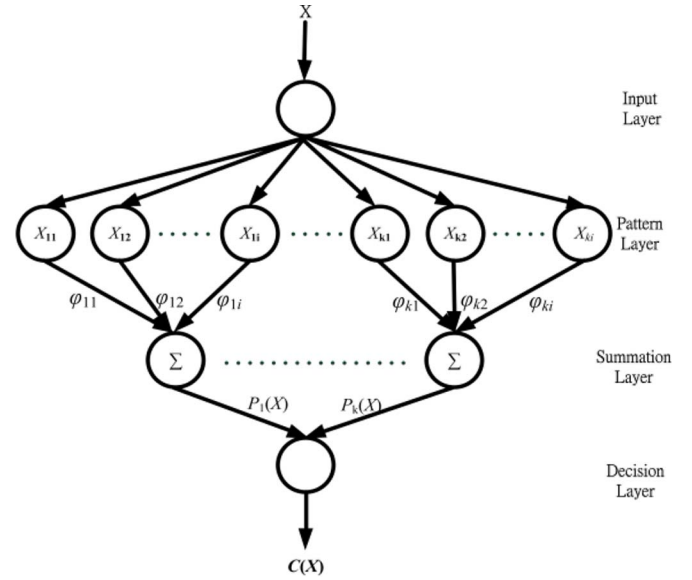 X
Input
Layer
X₁₁ X₁₂ X₁ᵢ Xₖ₁ Xₖ₂ Xₖᵢ
Pattern
Layer
φ₁₁ φ₁₂ φ₁ᵢ φₖ₁ φₖ₂ φₖᵢ
Σ Σ
Summation
Layer
P₁(X) Pₖ(X)
Decision
Layer
C(X)